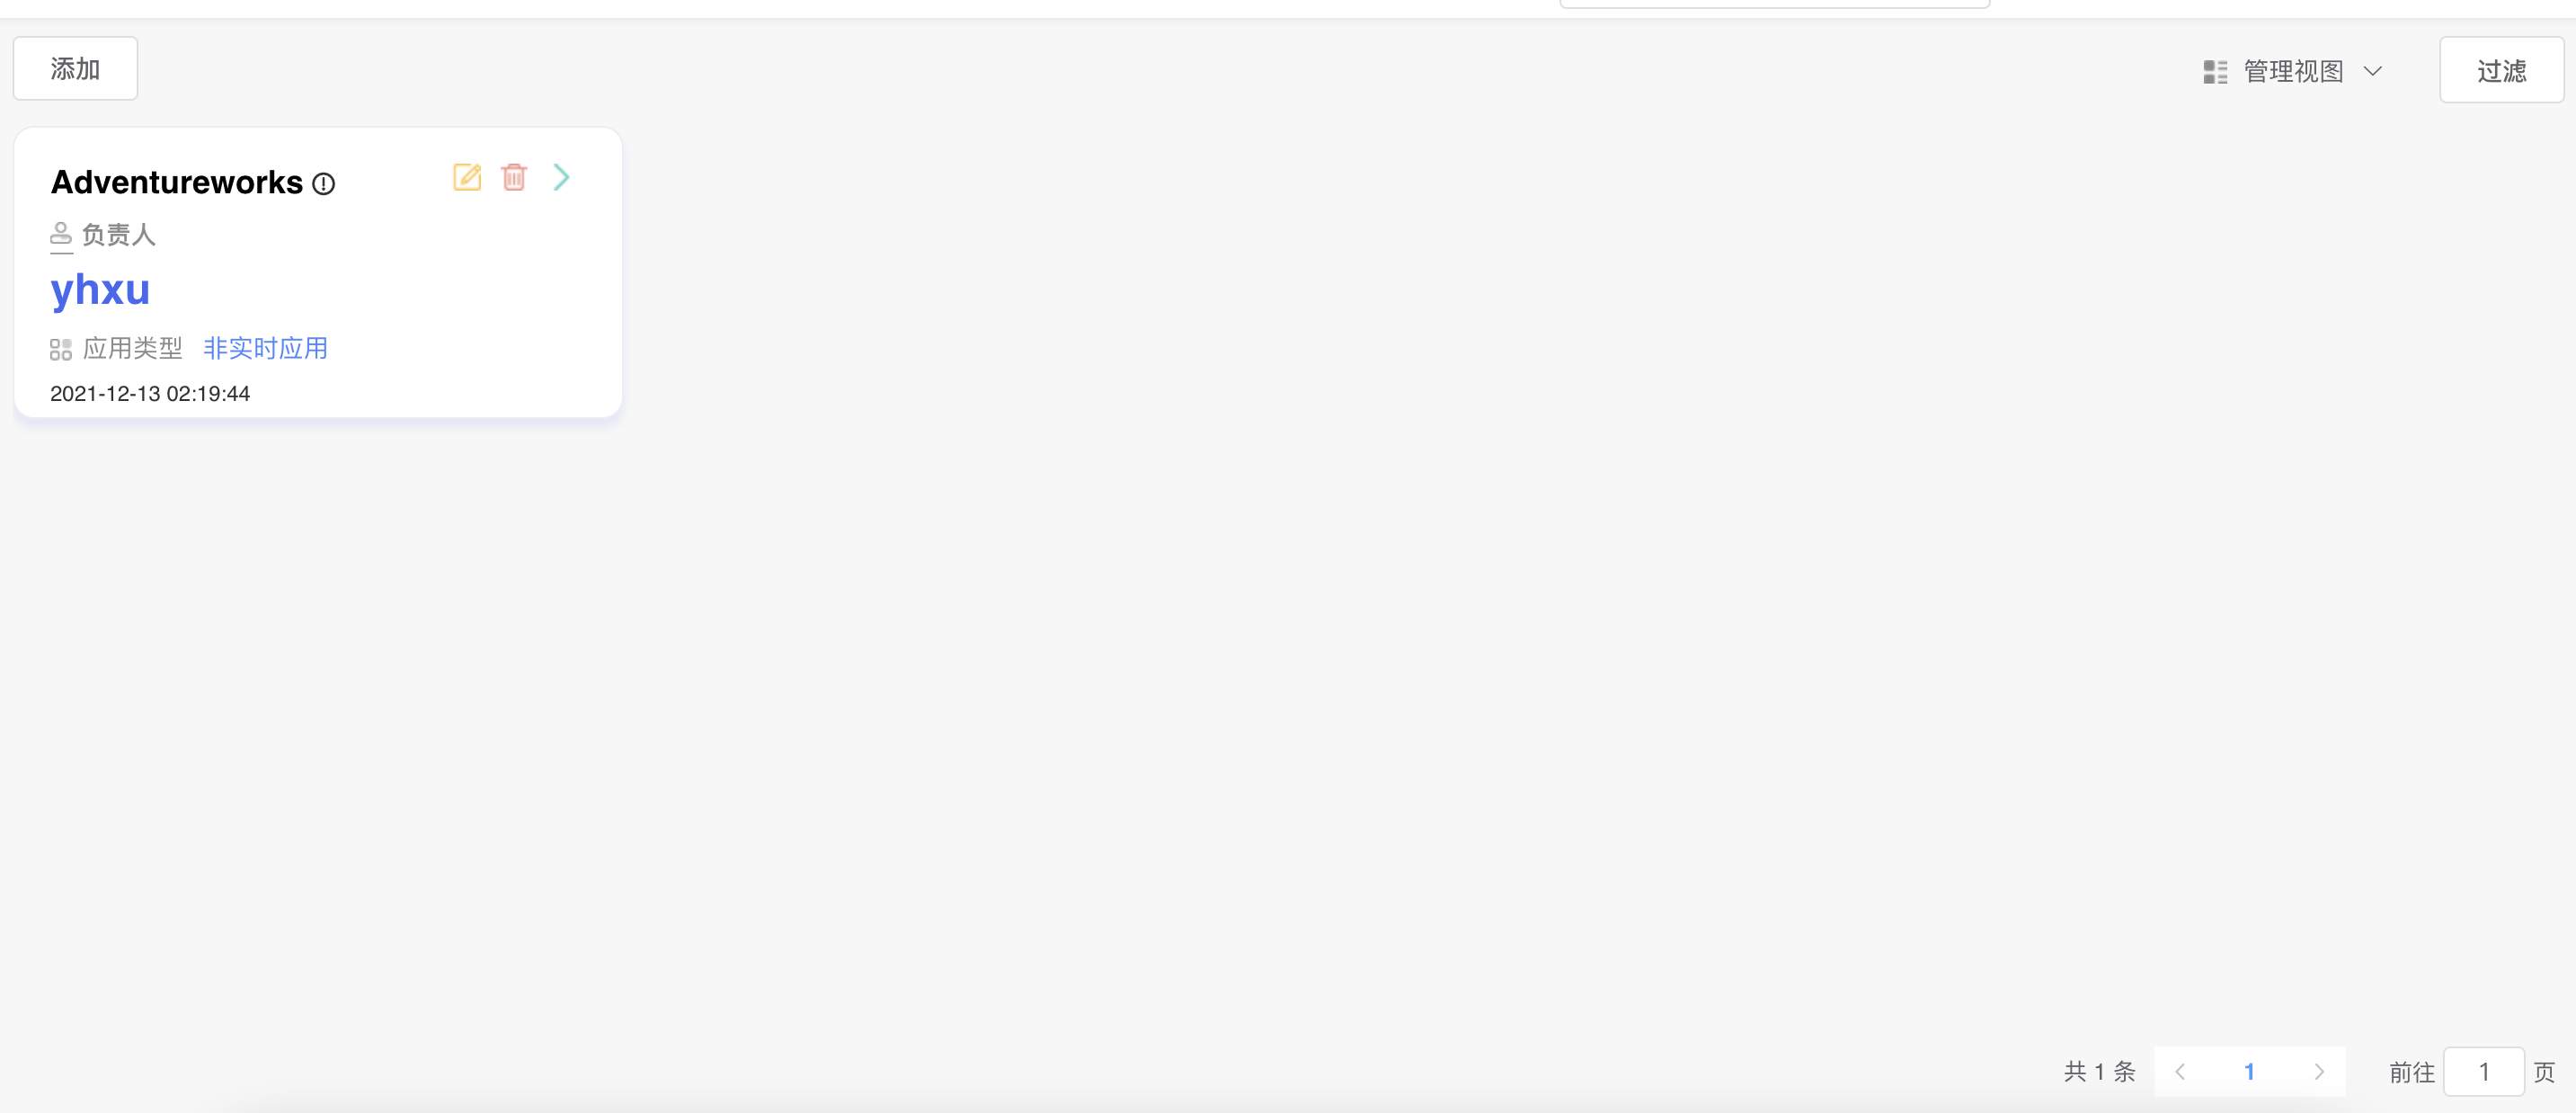 添加
管理视图
过滤
Adventureworks
负责人
yhxu
应用类型 非实时应用
2021-12-13 02:19:44
共 1 条 1 前往 1 页